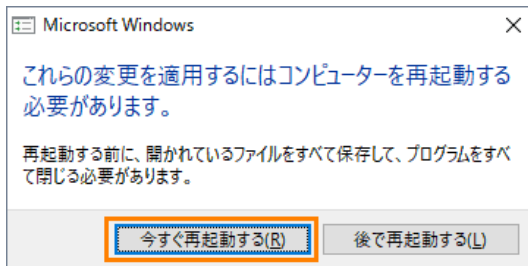 Microsoft Windows
これらの変更を適用するにはコンピューターを再起動する
必要があります。
再起動する前に、開かれているファイルをすべて保存して、プログラムをすべ
て閉じる必要があります。
今すぐ再起動する(R)
後で再起動する(L)